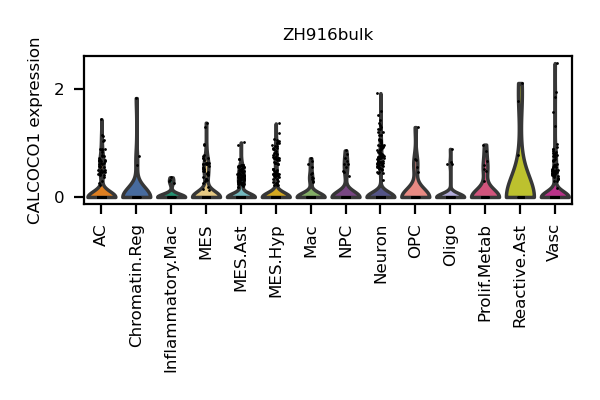 ZH916bulk
CALCOCO1 expression
2
0
AC
Chromatin.Reg
Inflammatory.Mac
MES
MES.Ast
MES.Hyp
Mac
NPC
Neuron
OPC
Oligo
Prolif.Metab
Reactive.Ast
Vasc